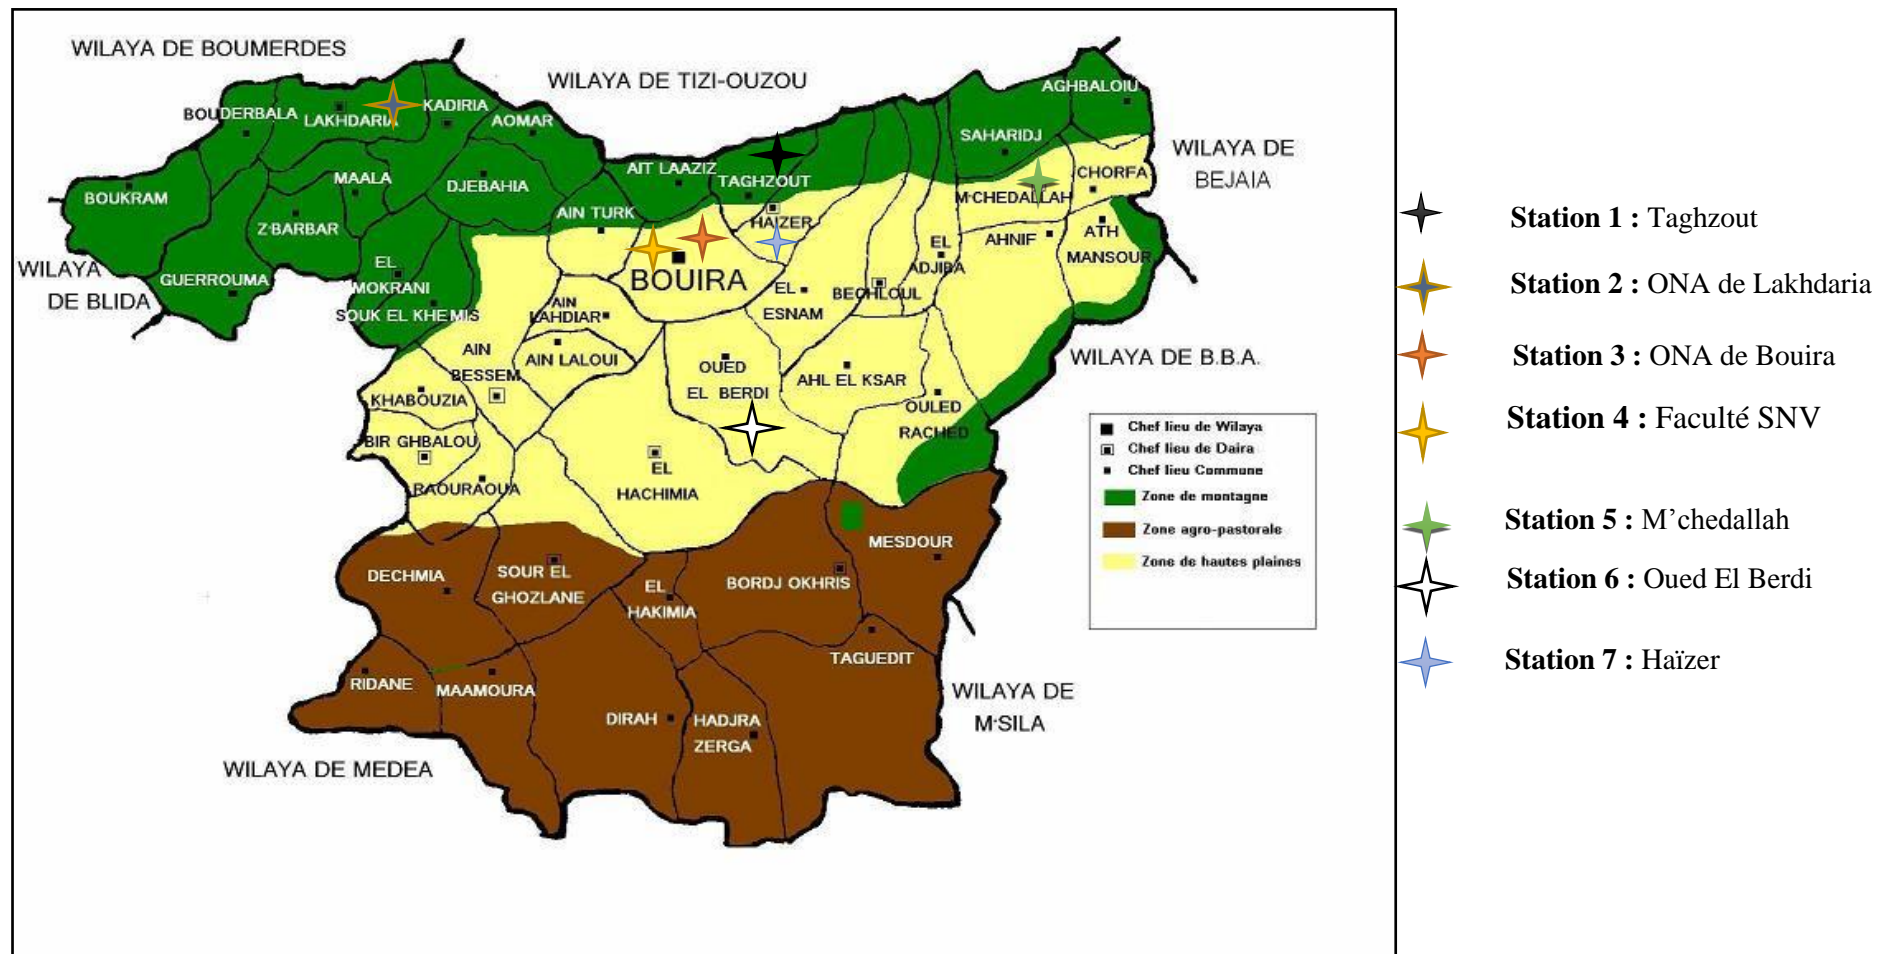 WILAYA DE BOUMERDES
WILAYA DE TIZI-OUZOU
AGHBALOIU
BOUDERBALA
LAKHDARIA
KADIRIA
AOMAR
SAHARIDJ
WILAYA DE
BEJAIA
BOUKRAM
MAALA
DJEBAHIA
AIT LAAZIZ
TAGHZOUT
M'CHEDALLAH
CHORFA
Z'BARBAR
AIN TURK
HAIZER
AHNIF
ATH
MANSOUR
WILAYA
DE BLIDA
GUERROUMA
EL
MOKRANI
SOUK EL KHEMIS
BOUIRA
EL
ESNAM
BECHLOUL
EL
ADJIBA
AIN
LAHDIAR
AIN
BESSEM
AIN LALOUI
OUED
EL BERDI
AHL EL KSAR
OULED
RACHED
WILAYA DE B.B.A.
KHABOUZIA
BIR GHBALOU
RAOURAOUA
EL
HACHIMIA
MESDOUR
DECHMIA
SOUR EL
GHOZLANE
EL
HAKIMIA
BORDJ OKHRIS
TAGUEDIT
RIDANE
MAAMOURA
DIRAH
HADJRA
ZERGA
WILAYA DE
M'SILA
WILAYA DE MEDEA
Chef lieu de Wilaya
Chef lieu de Daira
Chef lieu Commune
Zone de montagne
Zone agro-pastorale
Zone de hautes plaines
Station 1 : Taghzout
Station 2 : ONA de Lakhdaria
Station 3 : ONA de Bouira
Station 4 : Faculté SNV
Station 5 : M’chedallah
Station 6 : Oued El Berdi
Station 7 : Haïzer